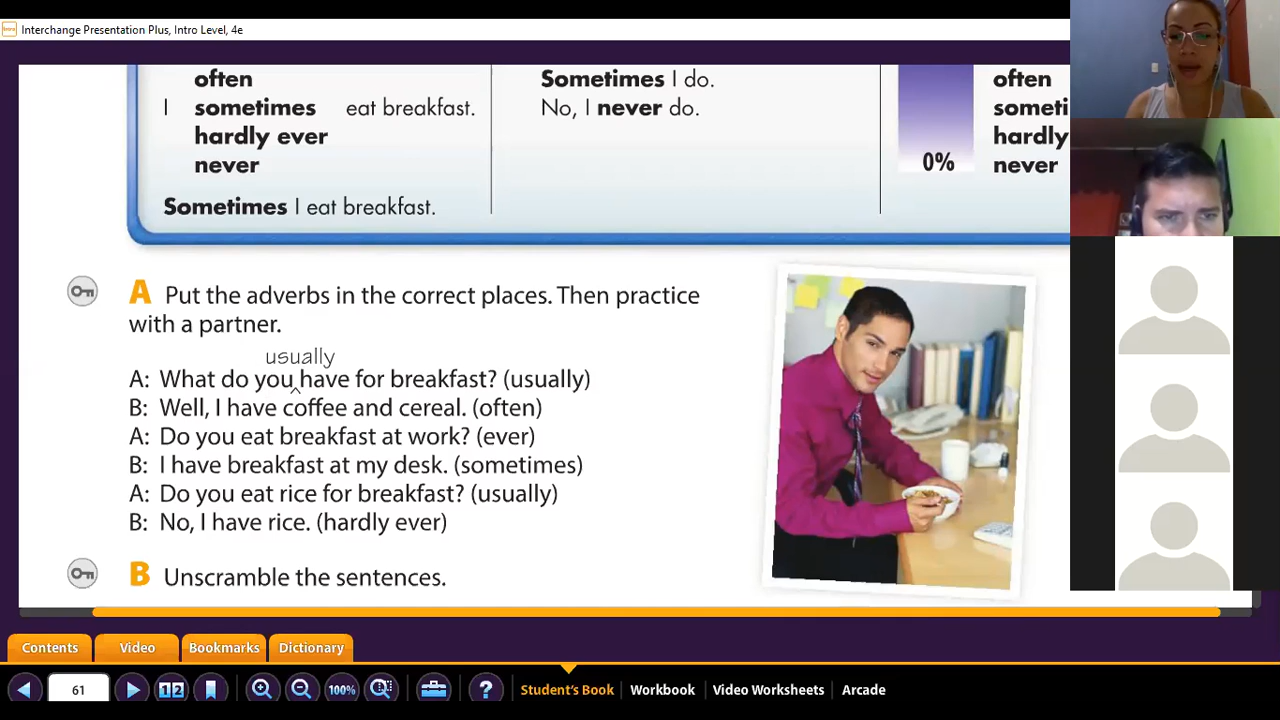 Interchange Presentation Plus, Intro Level, 4e
often
I sometimes eat breakfast.
hardly ever
never
Sometimes I eat breakfast.
Sometimes I do.
No, I never do.
0%
often
someti
hardly
never
A Put the adverbs in the correct places. Then practice
with a partner.
usually
A: What do you ^ have for breakfast? (usually)
B: Well, I have coffee and cereal. (often)
A: Do you eat breakfast at work? (ever)
B: I have breakfast at my desk. (sometimes)
A: Do you eat rice for breakfast? (usually)
B: No, I have rice. (hardly ever)
B Unscramble the sentences.
Contents Video Bookmarks Dictionary
61 1 2 100% ? Student's Book Workbook Video Worksheets Arcade